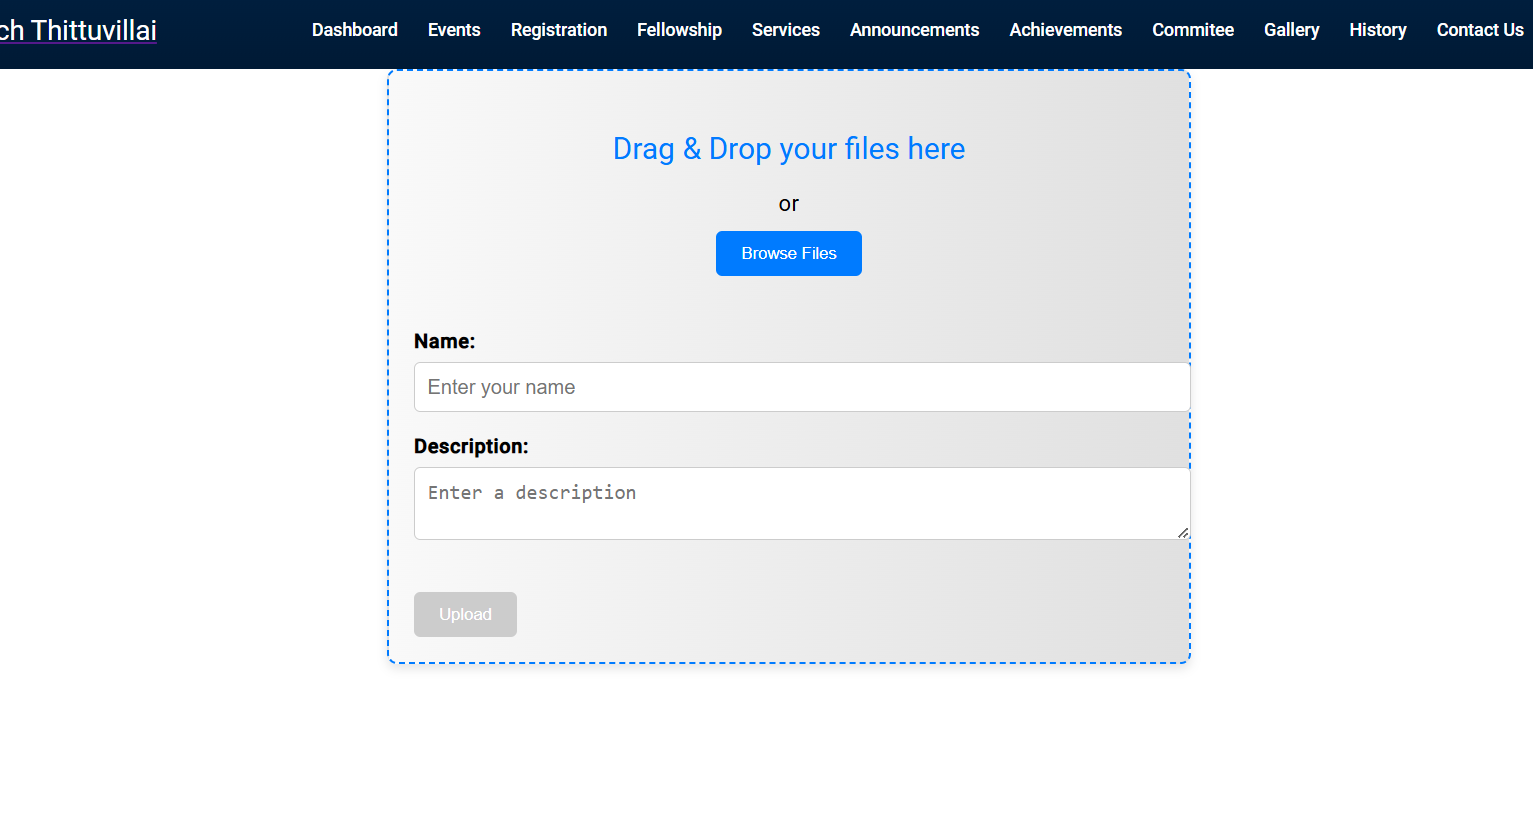 ch Thittuvillai
Dashboard Events Registration Fellowship Services Announcements Achievements Commitee Gallery History Contact Us
Drag & Drop your files here
or
Browse Files
Name:
Enter your name
Description:
Enter a description
Upload